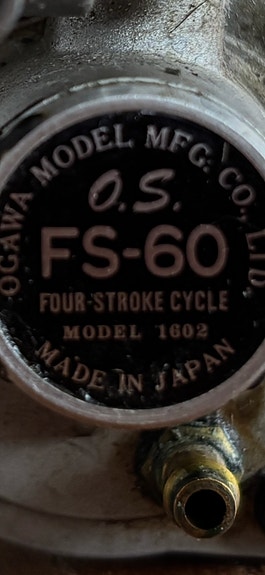 OGAWA MODEL MFG. CO., LTD
O.S.
FS-60
FOUR-STROKE CYCLE
MODEL 1602
MADE IN JAPAN